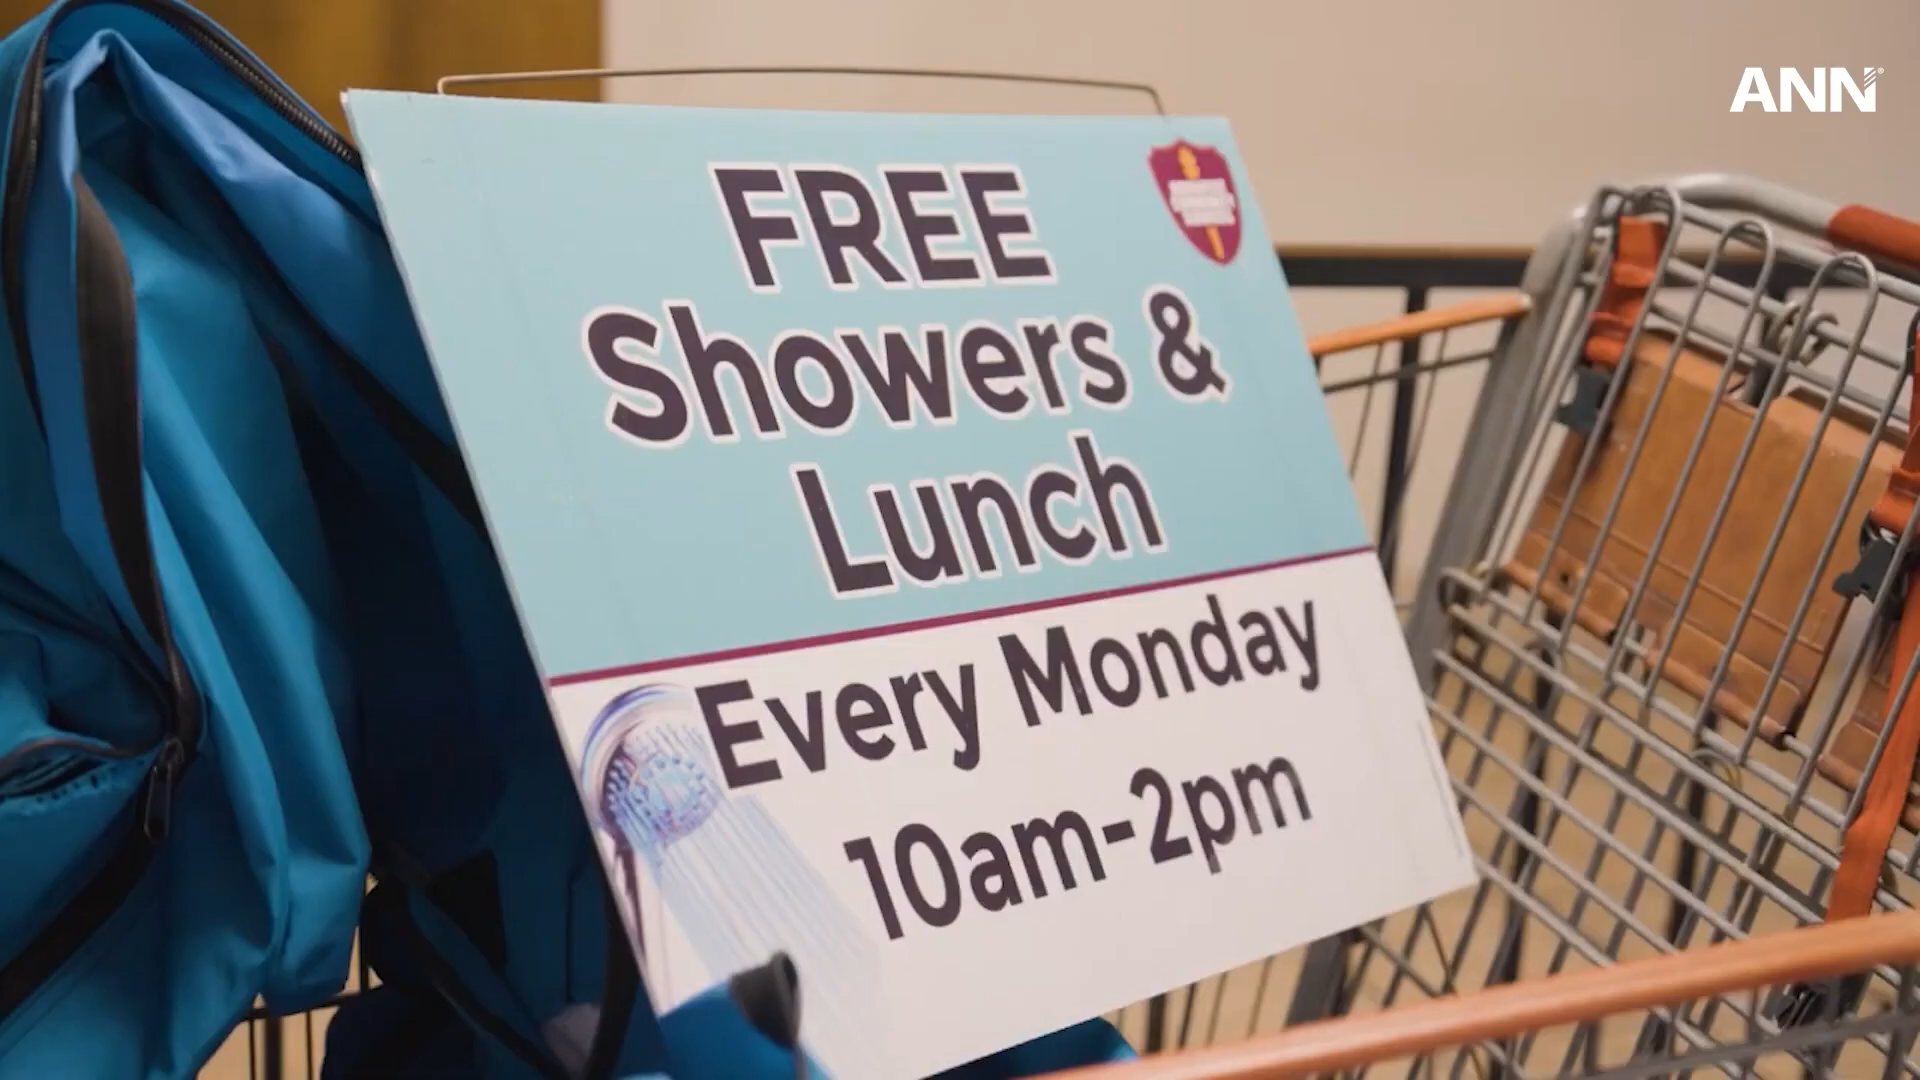 ANN
FREE
Showers &
Lunch
Every Monday
10am-2pm